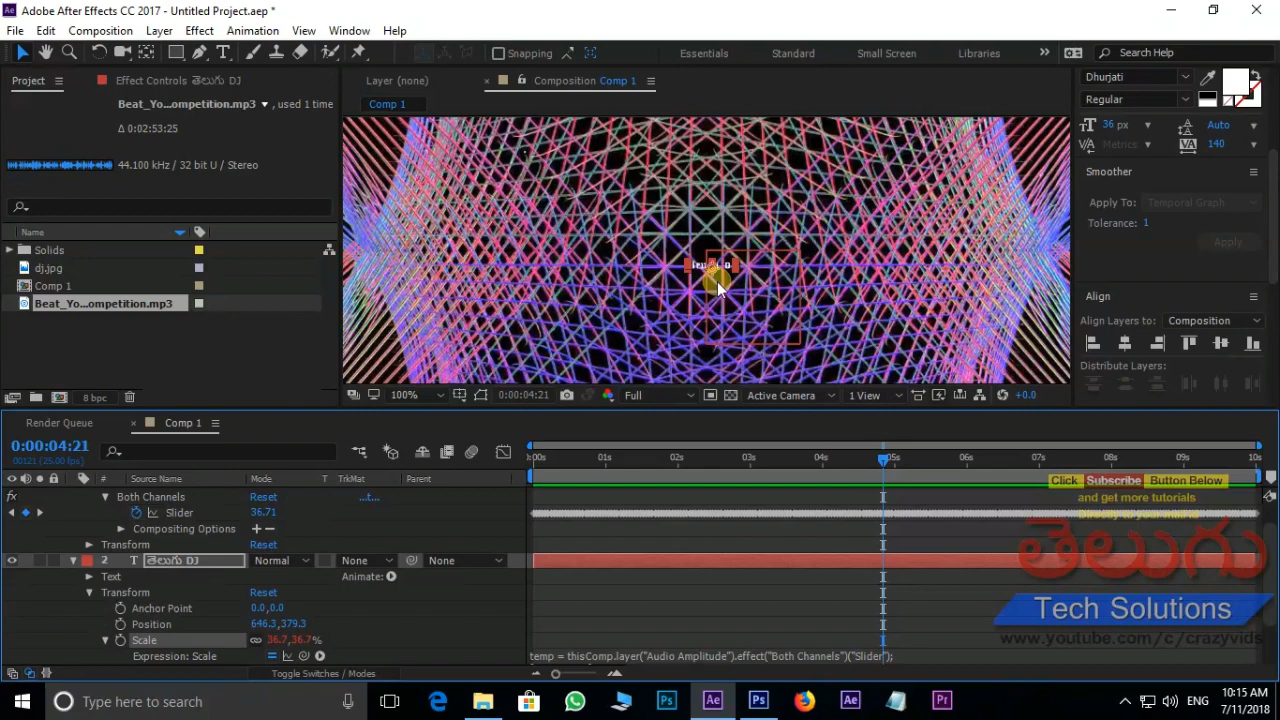 Adobe After Effects CC 2017 - Untitled Project.aep *
File Edit Composition Layer Effect Animation View Window Help
Snapping Essentials Standard Small Screen Libraries Search Help
Project Effect Controls తెలుగు DJ
Layer (none) Composition Comp 1
Comp 1
Beat_Yo...ompetition.mp3 , used 1 time
Δ 0:02:53:25
44.100 kHz / 32 bit U / Stereo
Name
Solids
dj.jpg
Comp 1
Beat_Yo...ompetition.mp3
8 bpc
100% 0:00:04:21 Full Active Camera 1 View +0.0
Dhurjati
Regular
36 px Auto
Metrics 140
Smoother
Apply To: Temporal Graph
Tolerance: 1
Apply
Align
Align Layers to: Composition
Distribute Layers:
Render Queue Comp 1
0:00:04:21
00121 (25.00 fps)
# Source Name Mode T TrkMat Parent
:00s 01s 02s 03s 04s 05s 06s 07s 08s 09s 10s
Both Channels Reset ...t...
Slider 36.71
Compositing Options + −
Transform Reset
2 T తెలుగు DJ Normal None None
Text Animate:
Transform Reset
Anchor Point 0.0,0.0
Position 646.3,379.3
Scale 36.7,36.7%
Expression: Scale
temp = thisComp.layer("Audio Amplitude").effect("Both Channels")("Slider");
Toggle Switches / Modes
Click Subscribe Button Below
and get more tutorials
Directly to your mail id
తెలుగు
Tech Solutions
www.youtube.com/c/crazyvids
Type here to search
ENG
10:15 AM
7/11/2018